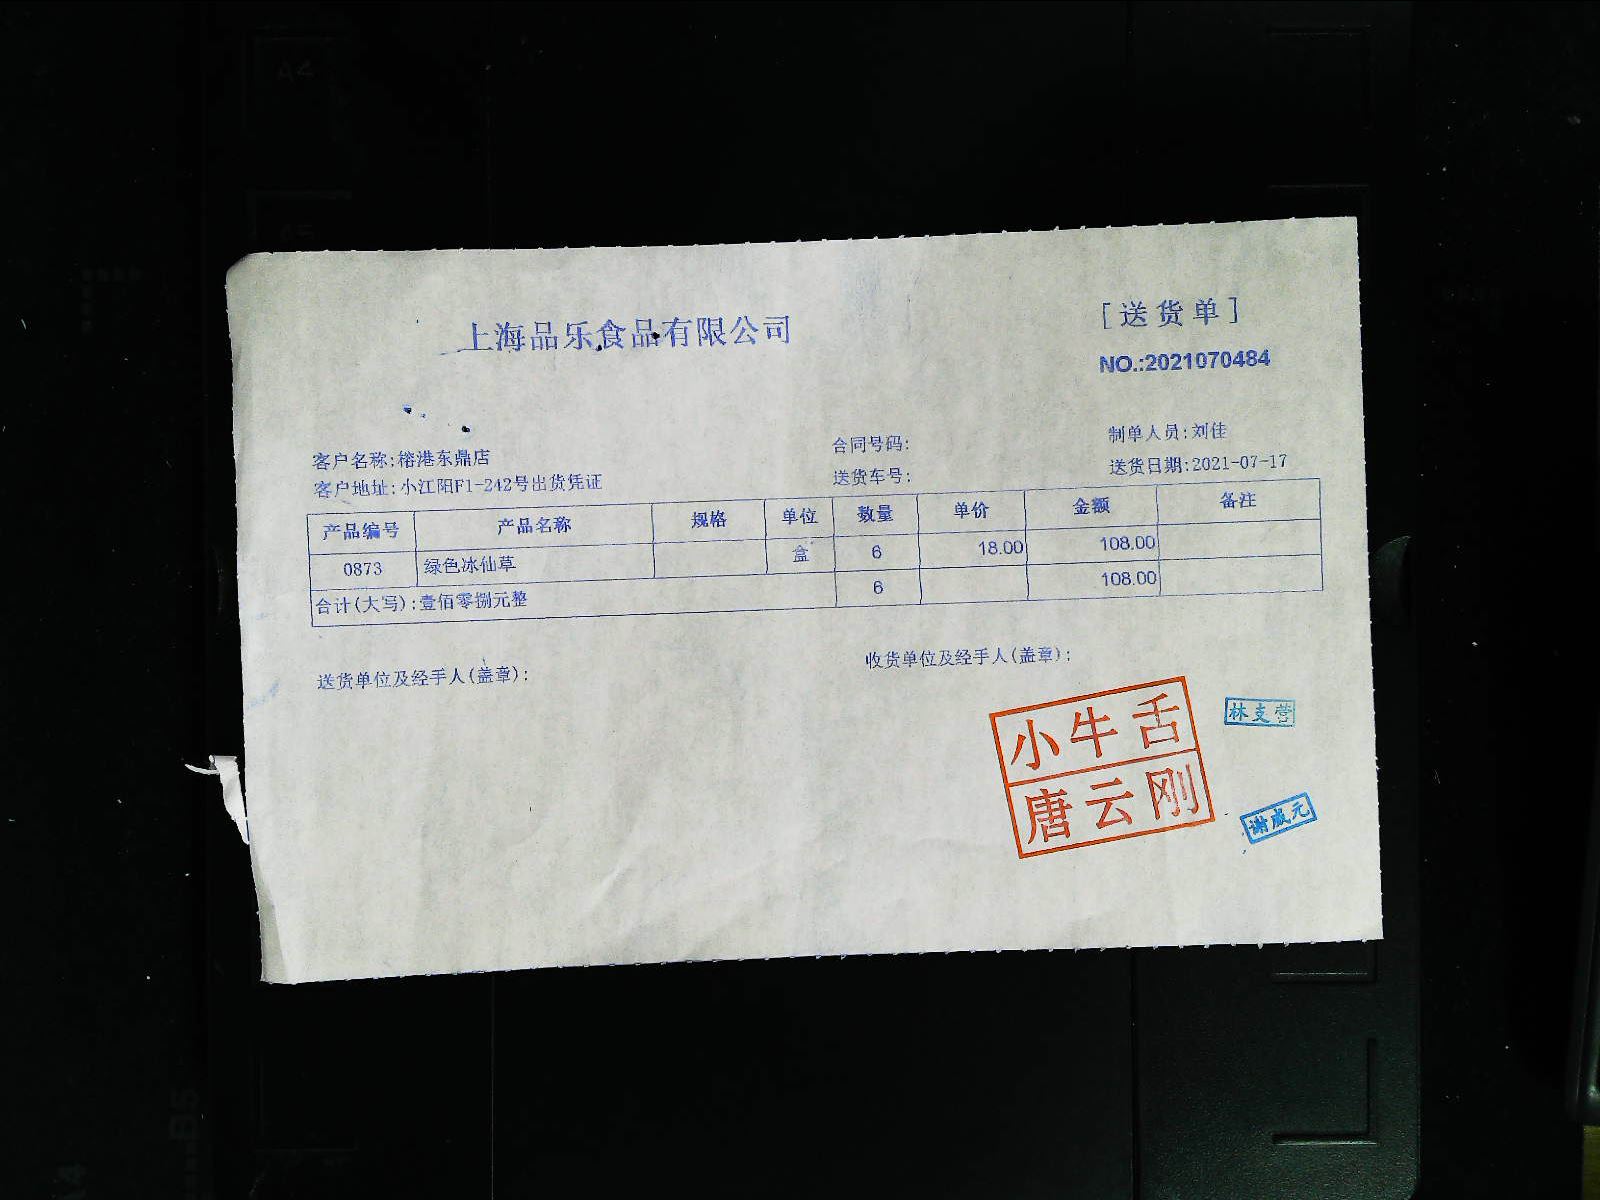 A4
A5
上海品乐食品有限公司
[送货单]
NO.:2021070484
客户名称:榕港东鼎店
合同号码:
制单人员:刘佳
客户地址:小江阳F1-242号出货凭证
送货车号:
送货日期:2021-07-17
产品编号 产品名称 规格 单位 数量 单价 金额 备注
0873 绿色冰仙草 盒 6 18.00 108.00
合计(大写):壹佰零捌元整 6 108.00
送货单位及经手人(盖章):
收货单位及经手人(盖章):
小牛舌
唐云刚
林支营
谢威元
B5
A4